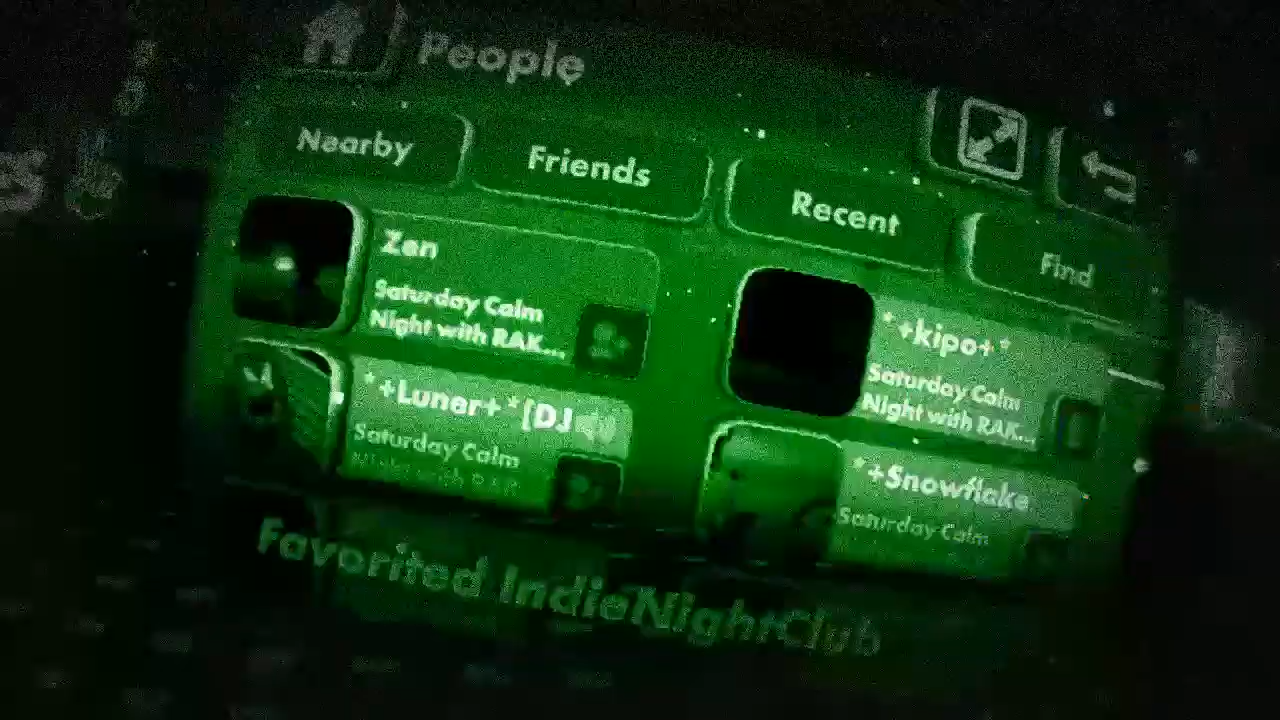 People
Nearby
Friends
Recent
Find
Zen
Saturday Calm
Night with RAK...
*+kipo+*
Saturday Calm
Night with RAK...
*+Luner+*[DJ
Saturday Calm
*+Snowflake
Saturday Calm
Favorited IndieNightClub